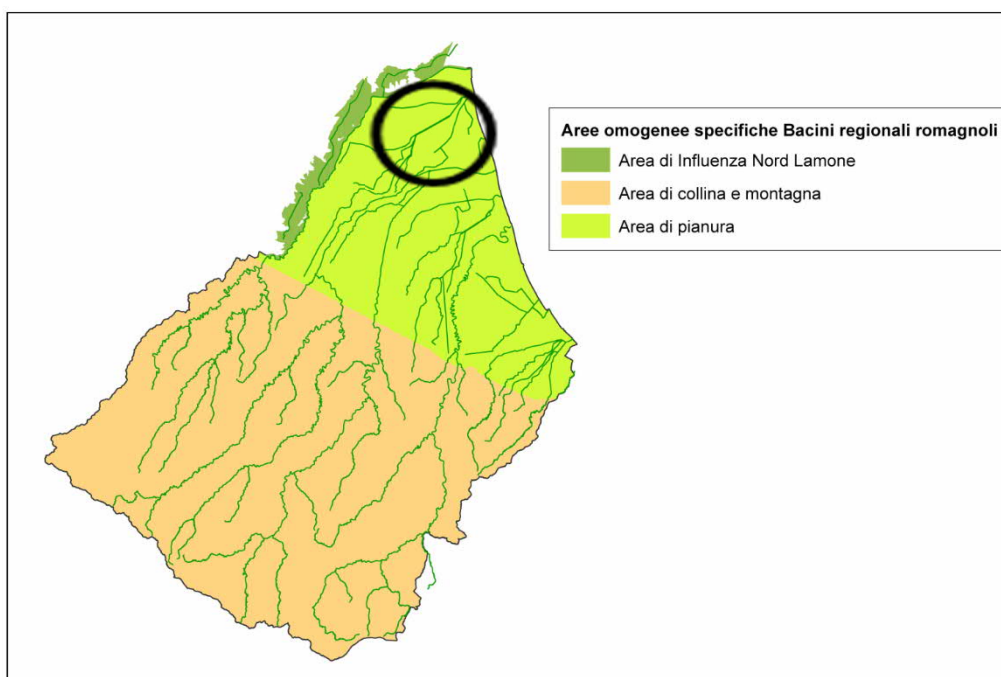 Aree omogenee specifiche Bacini regionali romagnoli
Area di Influenza Nord Lamone
Area di collina e montagna
Area di pianura